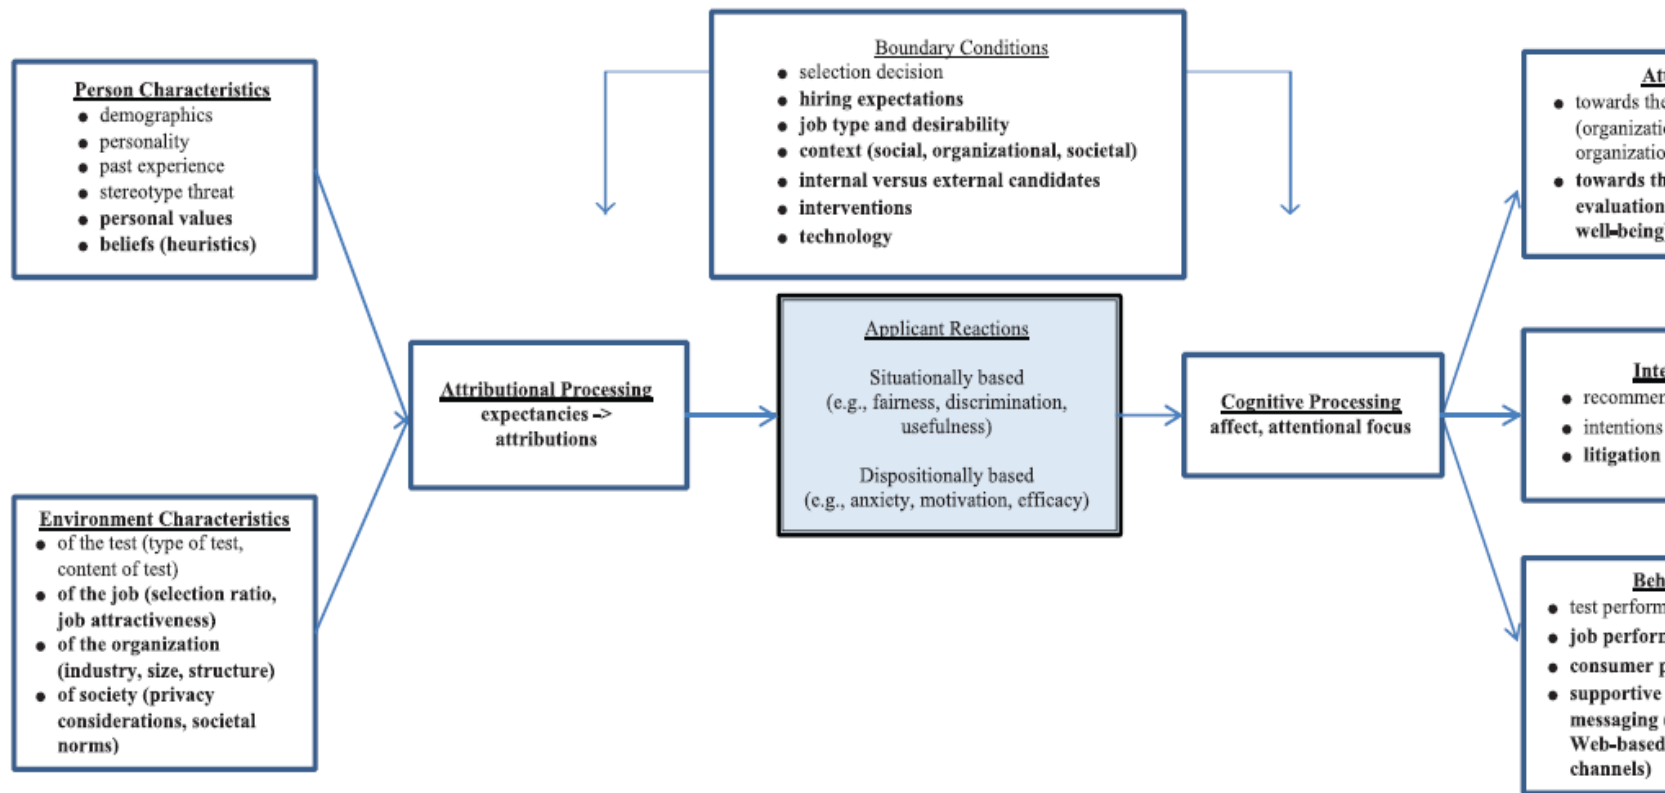 Person Characteristics
● demographics
● personality
● past experience
● stereotype threat
● personal values
● beliefs (heuristics)
Environment Characteristics
● of the test (type of test,
content of test)
● of the job (selection ratio,
job attractiveness)
● of the organization
(industry, size, structure)
● of society (privacy
considerations, societal
norms)
Attributional Processing
expectancies ->
attributions
Boundary Conditions
● selection decision
● hiring expectations
● job type and desirability
● context (social, organizational, societal)
● internal versus external candidates
● interventions
● technology
Applicant Reactions
Situationally based
(e.g., fairness, discrimination,
usefulness)
Dispositionally based
(e.g., anxiety, motivation, efficacy)
Cognitive Processing
affect, attentional focus
● towards
● towards
evaluation
well-being
● intentions
● litigation
● test
● job
● consumer
● supportive
messaging
Web-based
channels)